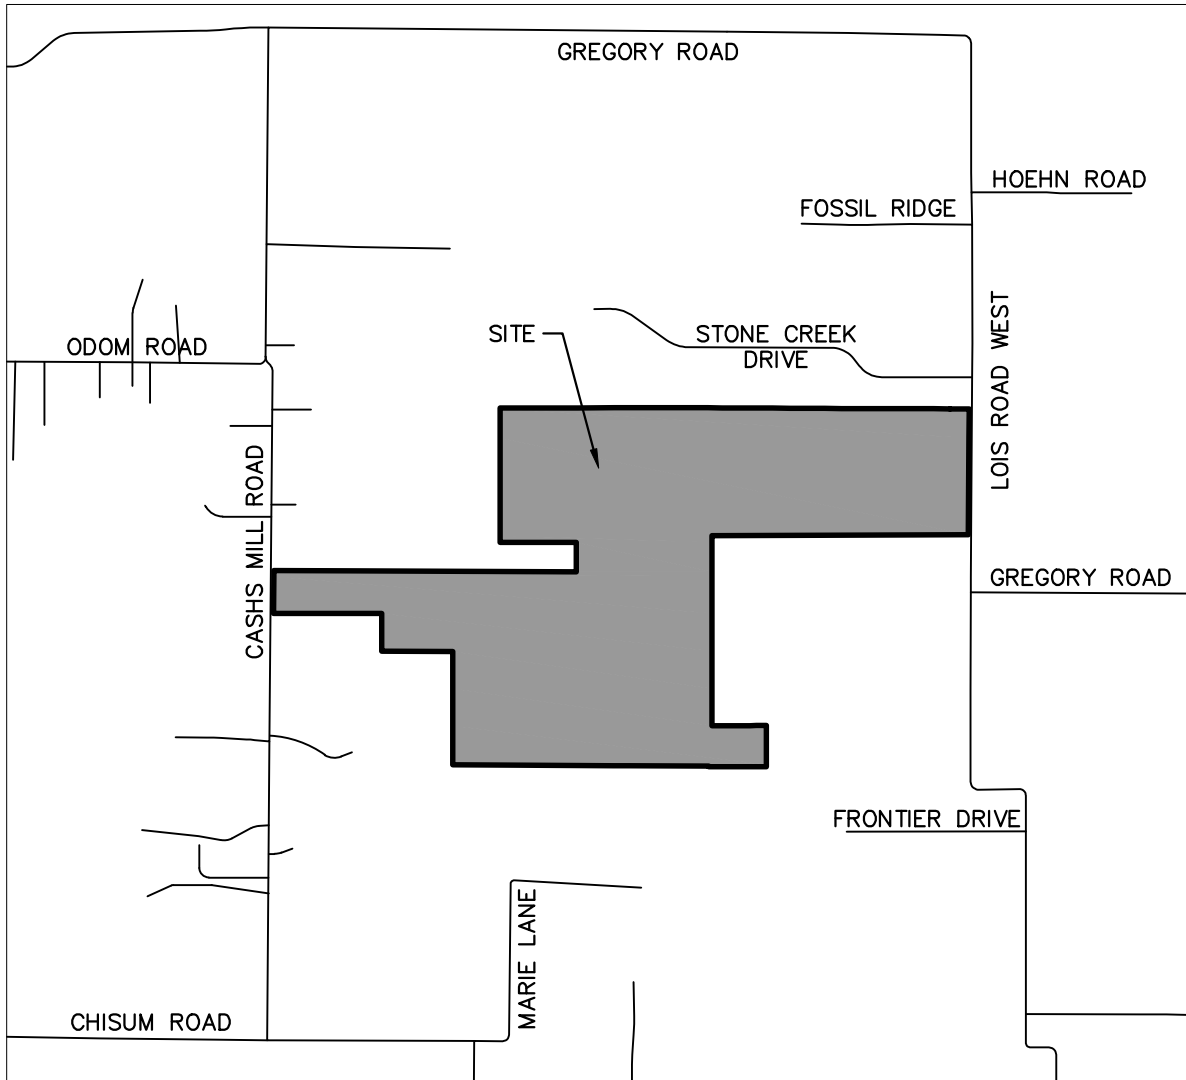 GREGORY ROAD
HOEHN ROAD
FOSSIL RIDGE
LOIS ROAD WEST
SITE
STONE CREEK
DRIVE
ODOM ROAD
CASHS MILL ROAD
GREGORY ROAD
FRONTIER DRIVE
MARIE LANE
CHISUM ROAD